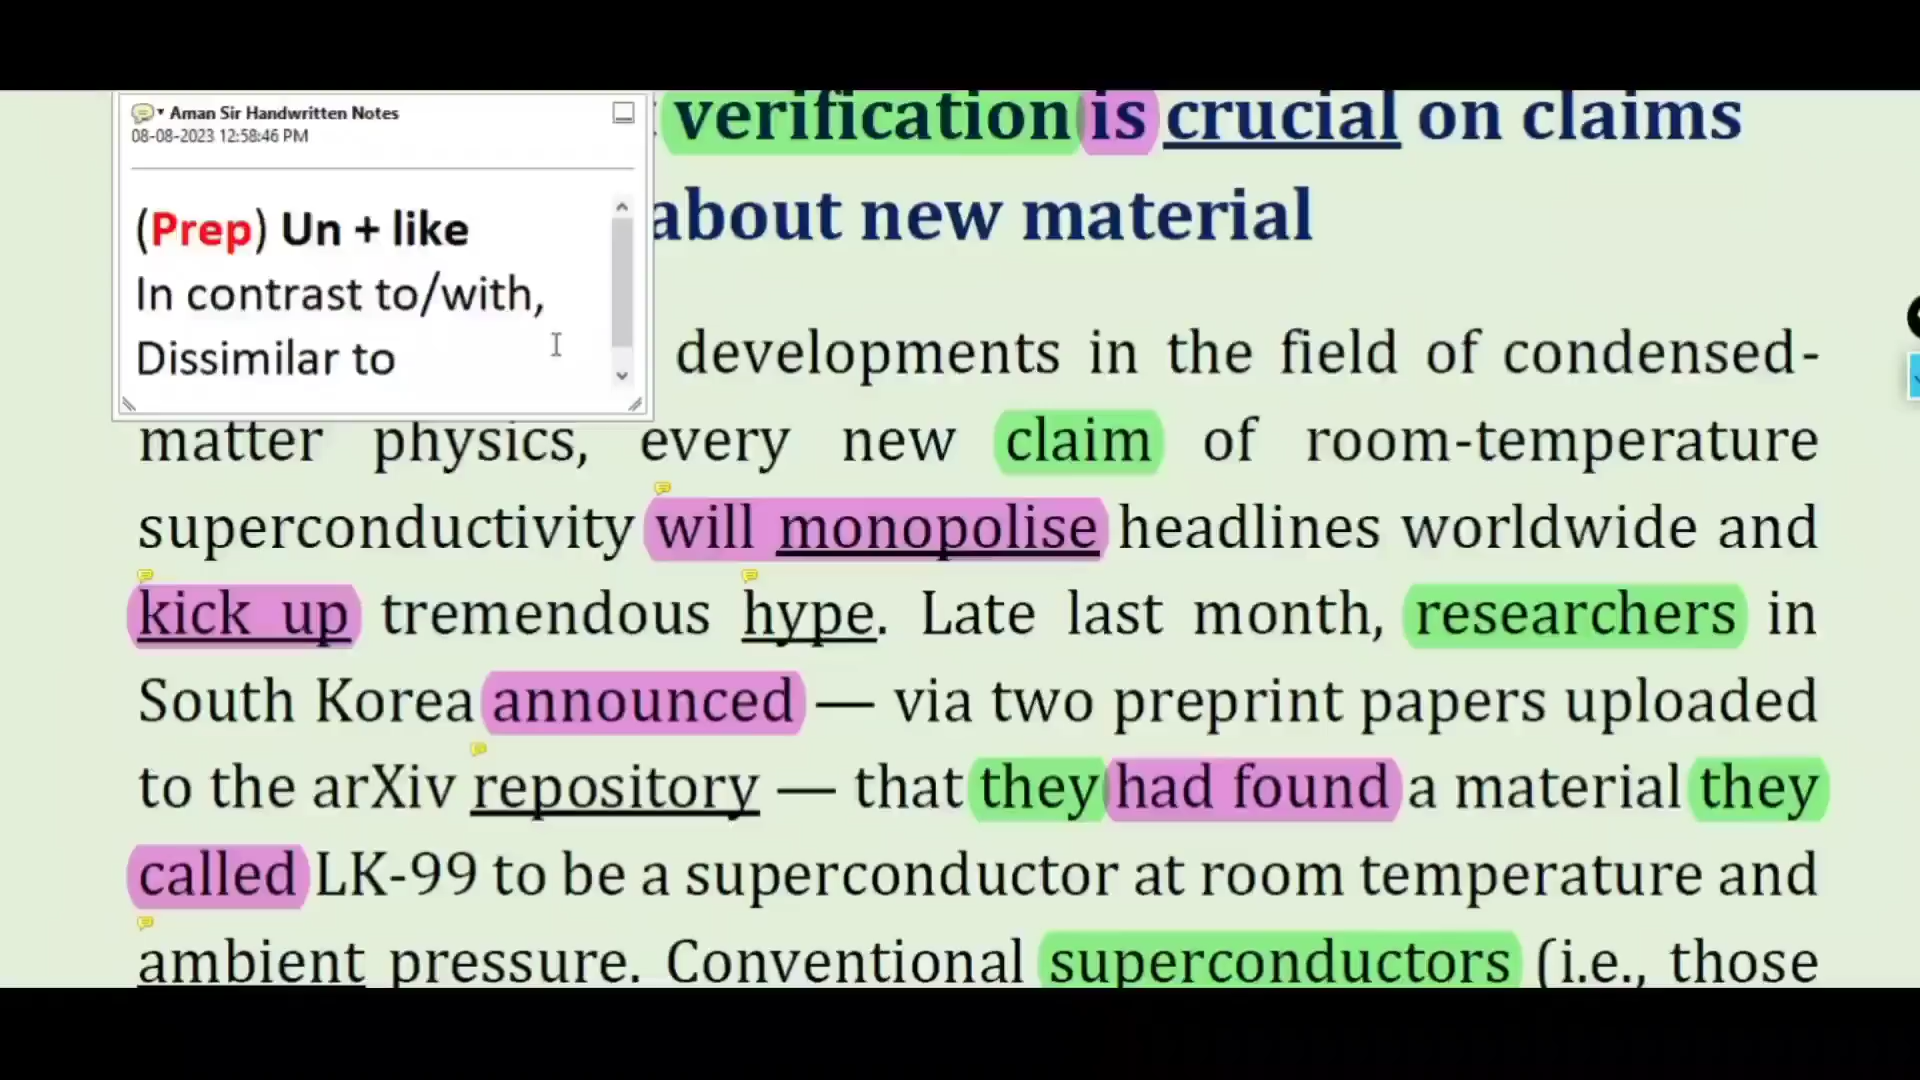 Aman Sir Handwritten Notes
08-08-2023 12:58:46 PM
(Prep) Un + like
In contrast to/with,
Dissimilar to
verification is crucial on claims
about new material
developments in the field of condensed-
matter physics, every new claim of room-temperature
superconductivity will monopolise headlines worldwide and
kick up tremendous hype. Late last month, researchers in
South Korea announced — via two preprint papers uploaded
to the arXiv repository — that they had found a material they
called LK-99 to be a superconductor at room temperature and
ambient pressure. Conventional superconductors (i.e., those